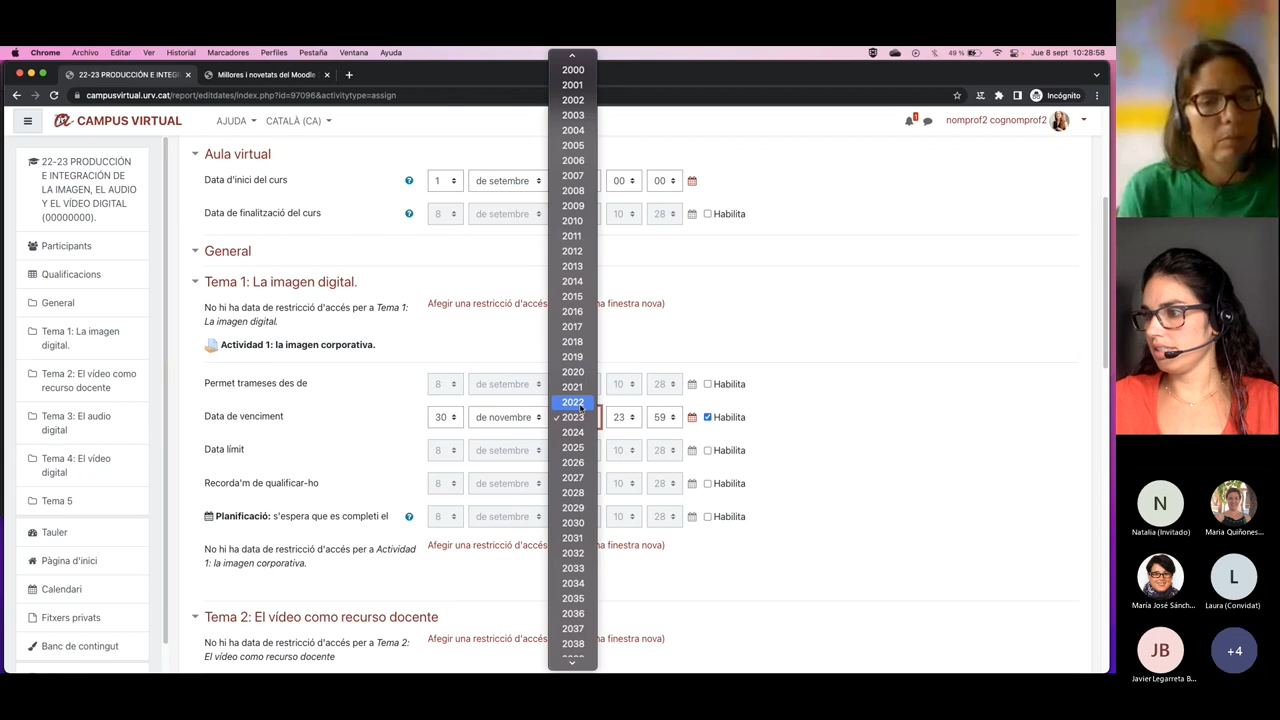 Chrome Archivo Editar Ver Historial Marcadores Perfiles Pestaña Ventana Ayuda
49 % Jue 8 sept 10:28:58
22-23 PRODUCCIÓN E INTEGR
Millores i novetats del Moodle
campusvirtual.urv.cat/report/editdates/index.php?id=97096&activitytype=assign
Incógnito
CAMPUS VIRTUAL
AJUDA
CATALÀ (CA)
1
nomprof2 cognomprof2
22-23 PRODUCCIÓN E INTEGRACIÓN DE
LA IMAGEN, EL AUDIO
Y EL VÍDEO DIGITAL
(00000000).
Participants
Qualificacions
General
Tema 1: La imagen
digital.
Tema 2: El vídeo como
recurso docente
Tema 3: El audio
digital
Tema 4: El vídeo
digital
Tema 5
Tauler
Pàgina d'inici
Calendari
Fitxers privats
Banc de contingut
Aula virtual
Data d'inici del curs 1 de setembre 00 00
Data de finalització del curs 8 de setembre 10 28 Habilita
General
Tema 1: La imagen digital.
No hi ha data de restricció d'accés per a Tema 1:
La imagen digital.
Afegir una restricció d'accés
a finestra nova)
Actividad 1: la imagen corporativa.
Permet trameses des de 8 de setembre 10 28 Habilita
Data de venciment 30 de novembre 23 59 Habilita
Data límit 8 de setembre 10 28 Habilita
Recorda'm de qualificar-ho 8 de setembre 10 28 Habilita
Planificació: s'espera que es completi el 8 de setembre 10 28 Habilita
No hi ha data de restricció d'accés per a Actividad
1: la imagen corporativa.
Afegir una restricció d'accés
a finestra nova)
Tema 2: El vídeo como recurso docente
No hi ha data de restricció d'accés per a Tema 2:
El vídeo como recurso docente
Afegir una restricció d'accés
a finestra nova)
2000
2001
2002
2003
2004
2005
2006
2007
2008
2009
2010
2011
2012
2013
2014
2015
2016
2017
2018
2019
2020
2021
2022
2023
2024
2025
2026
2027
2028
2029
2030
2031
2032
2033
2034
2035
2036
2037
2038
N
Natalia (Invitado)
Maria Quiñones...
María José Sánch...
L
Laura (Convidat)
JB
Javier Legarreta B...
+4